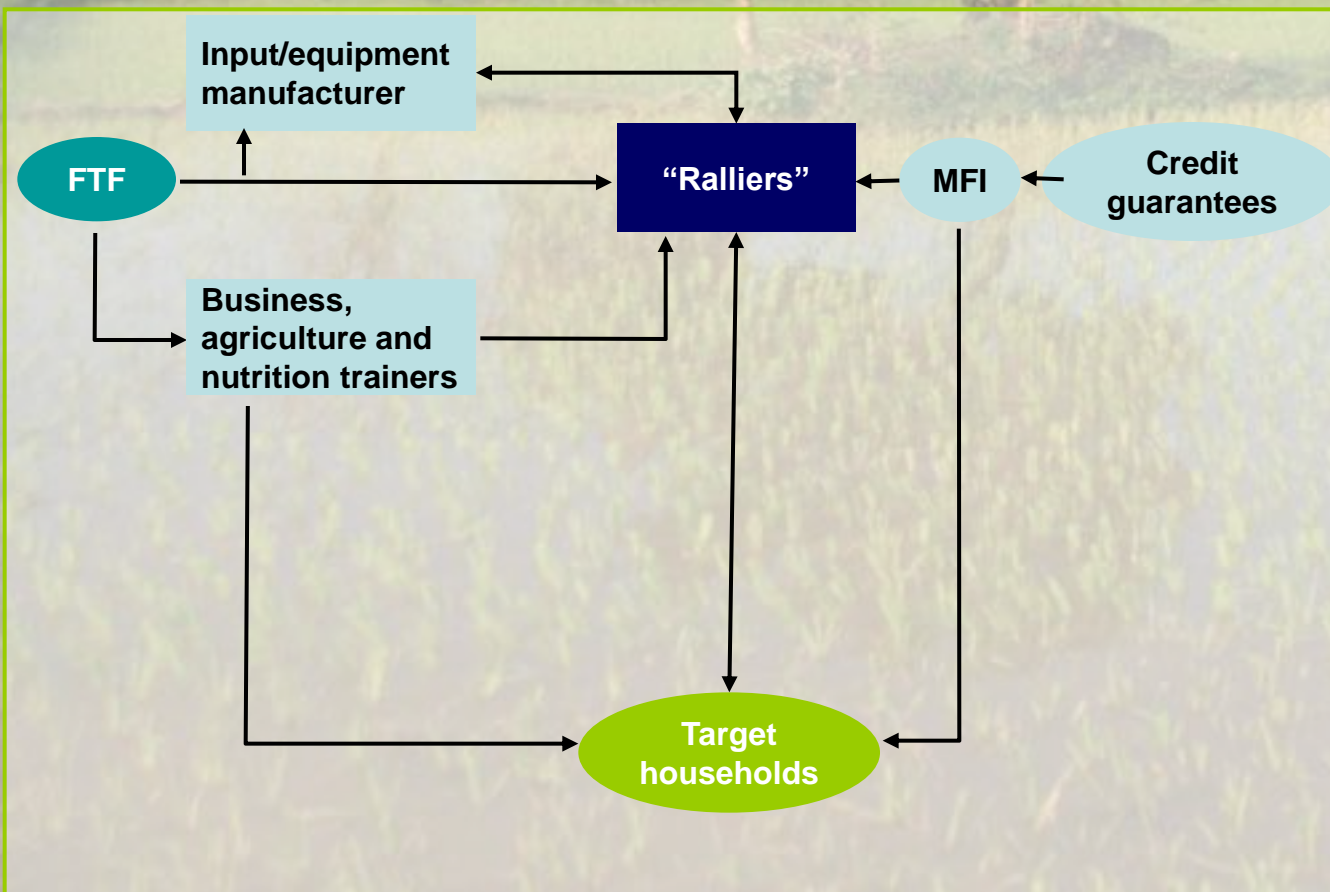 Input/equipment
manufacturer
FTF
“Ralliers”
MFI
Credit
guarantees
Business,
agriculture and
nutrition trainers
Target
households